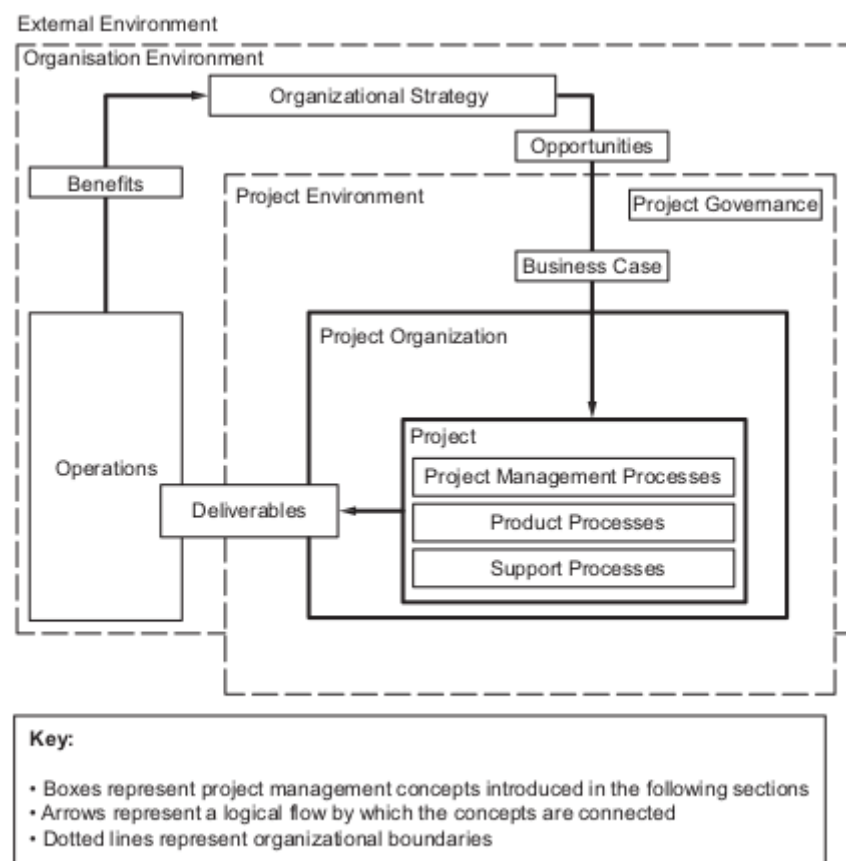 External Environment
Organisation Environment
Organizational Strategy
Opportunities
Benefits
Project Environment
Project Governance
Business Case
Project Organization
Project
Operations
Project Management Processes
Deliverables
Product Processes
Support Processes
Key:
• Boxes represent project management concepts introduced in the following sections
• Arrows represent a logical flow by which the concepts are connected
• Dotted lines represent organizational boundaries